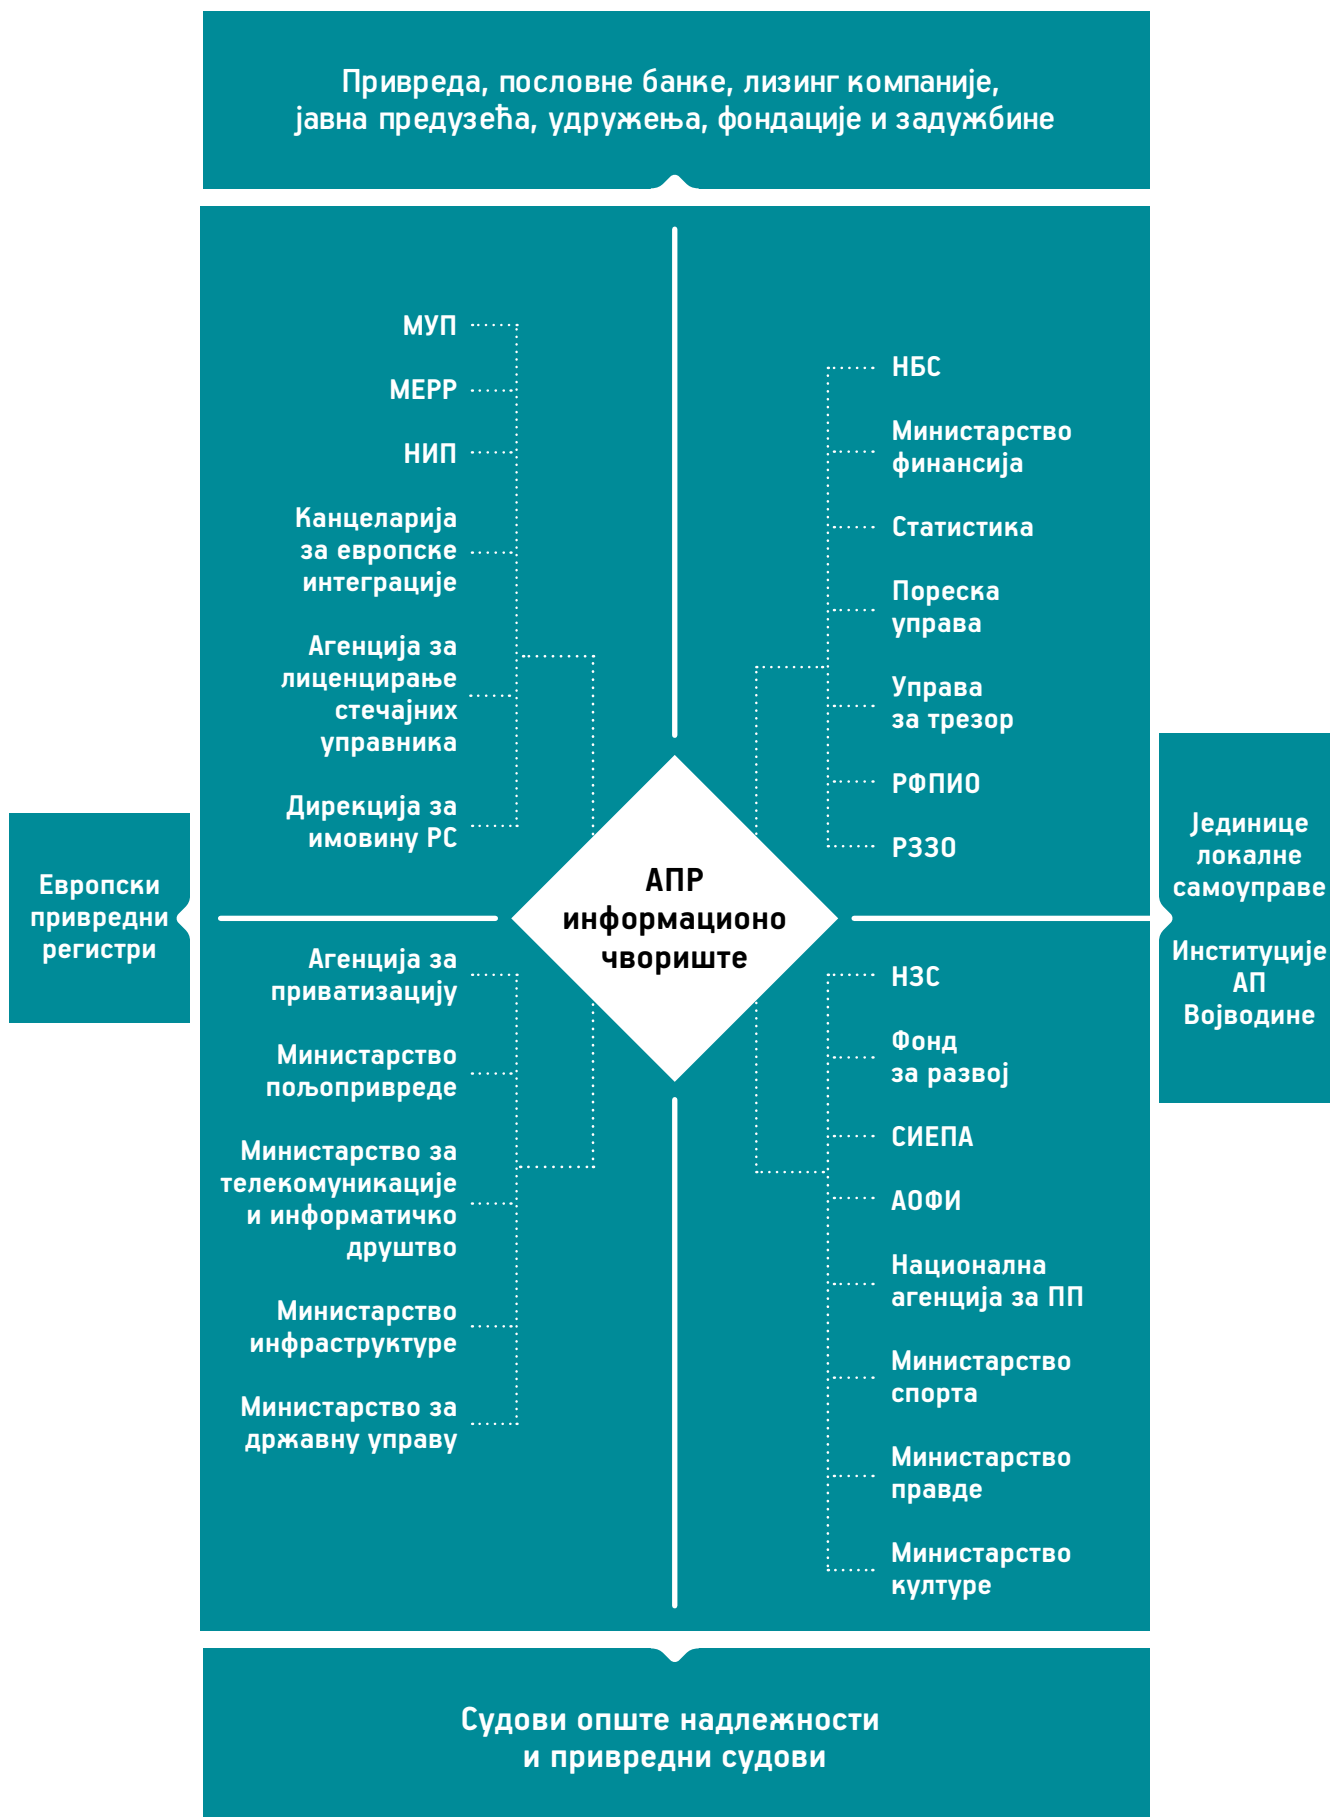 Привреда, пословне банке, лизинг компаније,
јавна предузећа, удружења, фондације и задужбине
МУП
МЕРР
НИП
Канцеларија
за европске
интеграције
Агенција за
лиценцирање
стечајних
управника
Дирекција за
имовину РС
НБС
Министарство
финансија
Статистика
Пореска
управа
Управа
за трезор
РФПИО
РЗЗО
Европски
привредни
регистри
АПР
информационо
чвориште
Јединице
локалне
самоуправе
Институције
АП
Војводине
Агенција за
приватизацију
Министарство
пољопривреде
Министарство за
телекомуникације
и информатичко
друштво
Министарство
инфраструктуре
Министарство за
државну управу
НЗС
Фонд
за развој
СИЕПА
АОФИ
Национална
агенција за ПП
Министарство
спорта
Министарство
правде
Министарство
културе
Судови опште надлежности
и привредни судови